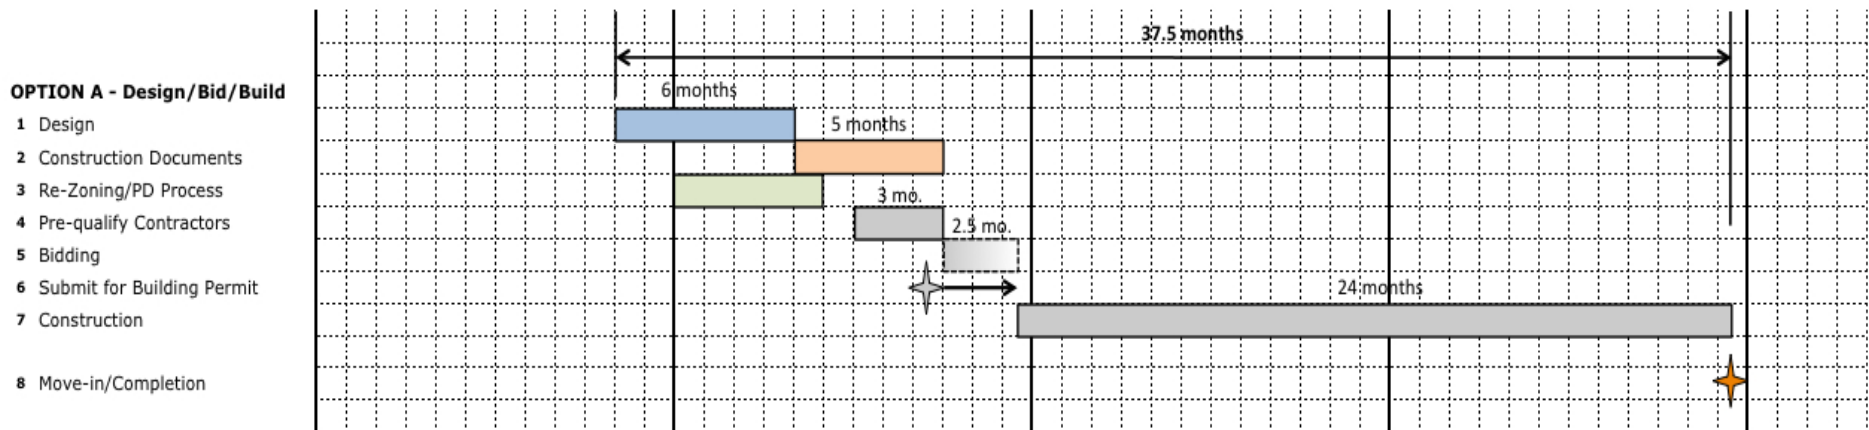 37.5 months
OPTION A - Design/Bid/Build
6 months
1 Design
5 months
2 Construction Documents
3 Re-Zoning/PD Process
3 mo.
4 Pre-qualify Contractors
2.5 mo.
5 Bidding
6 Submit for Building Permit
24 months
7 Construction
8 Move-in/Completion